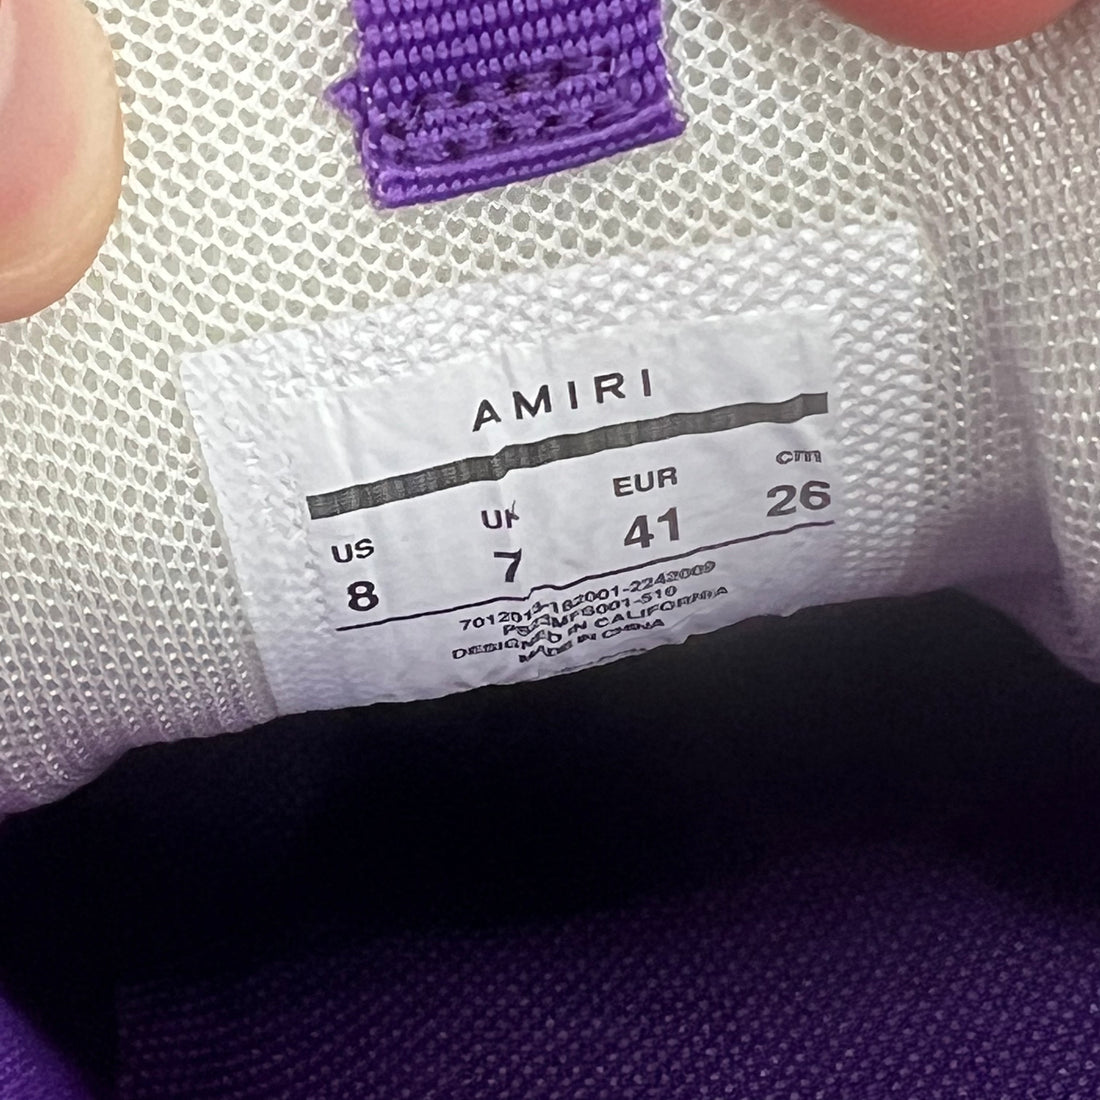 AMIRI
US UK EUR cm
8 7 41 26
DESIGNED IN CALIFORNIA
MADE IN CHINA